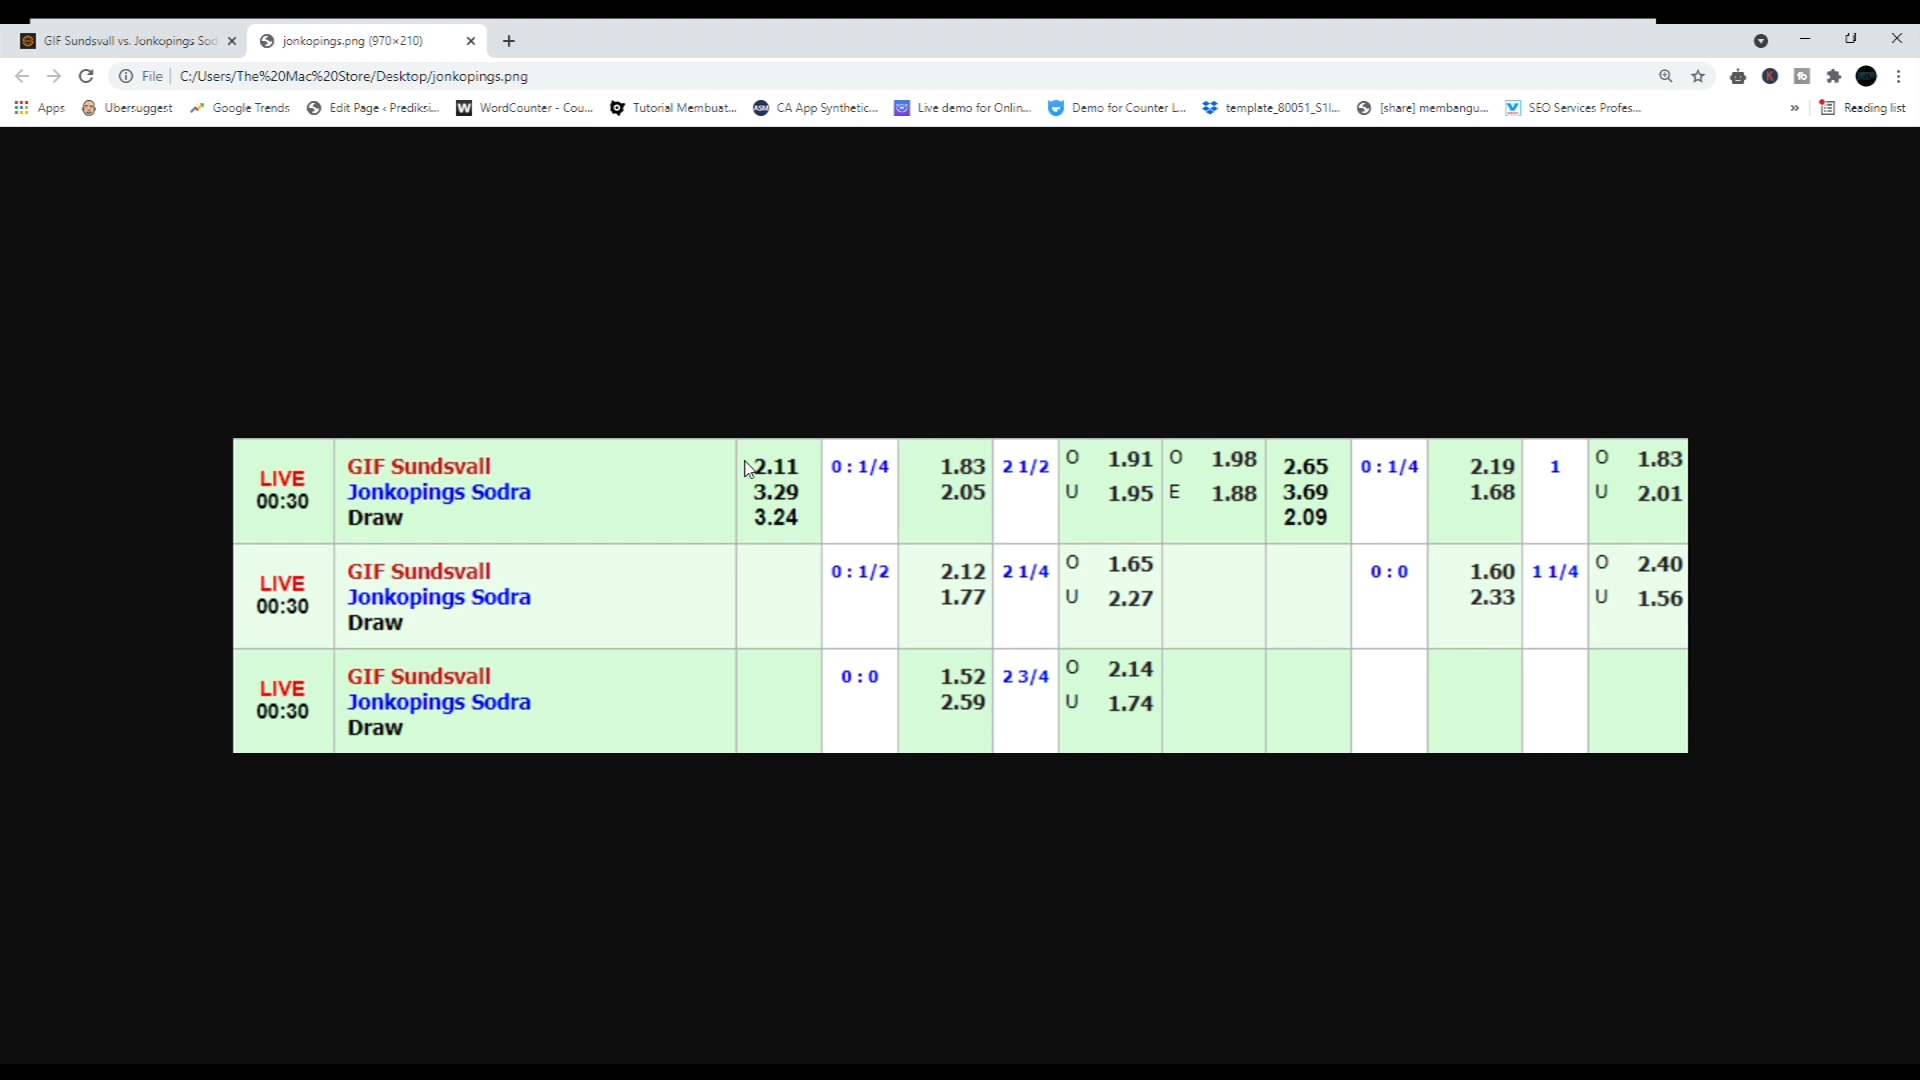 GIF Sundsvall vs. Jonkopings Sod
jonkopings.png (970×210)
File C:/Users/The%20Mac%20Store/Desktop/jonkopings.png
Apps Ubersuggest Google Trends Edit Page ‹ Prediksi... WordCounter - Cou... Tutorial Membuat... CA App Synthetic... Live demo for Onlin... Demo for Counter L... template_80051_S1l... [share] membangu... SEO Services Profes... » Reading list
LIVE
00:30
GIF Sundsvall
Jonkopings Sodra
Draw
2.11
3.29
3.24
0 : 1/4
1.83
2.05
2 1/2
O 1.91
U 1.95
O 1.98
E 1.88
2.65
3.69
2.09
0 : 1/4
2.19
1.68
1
O 1.83
U 2.01
LIVE
00:30
GIF Sundsvall
Jonkopings Sodra
Draw
0 : 1/2
2.12
1.77
2 1/4
O 1.65
U 2.27
0 : 0
1.60
2.33
1 1/4
O 2.40
U 1.56
LIVE
00:30
GIF Sundsvall
Jonkopings Sodra
Draw
0 : 0
1.52
2.59
2 3/4
O 2.14
U 1.74